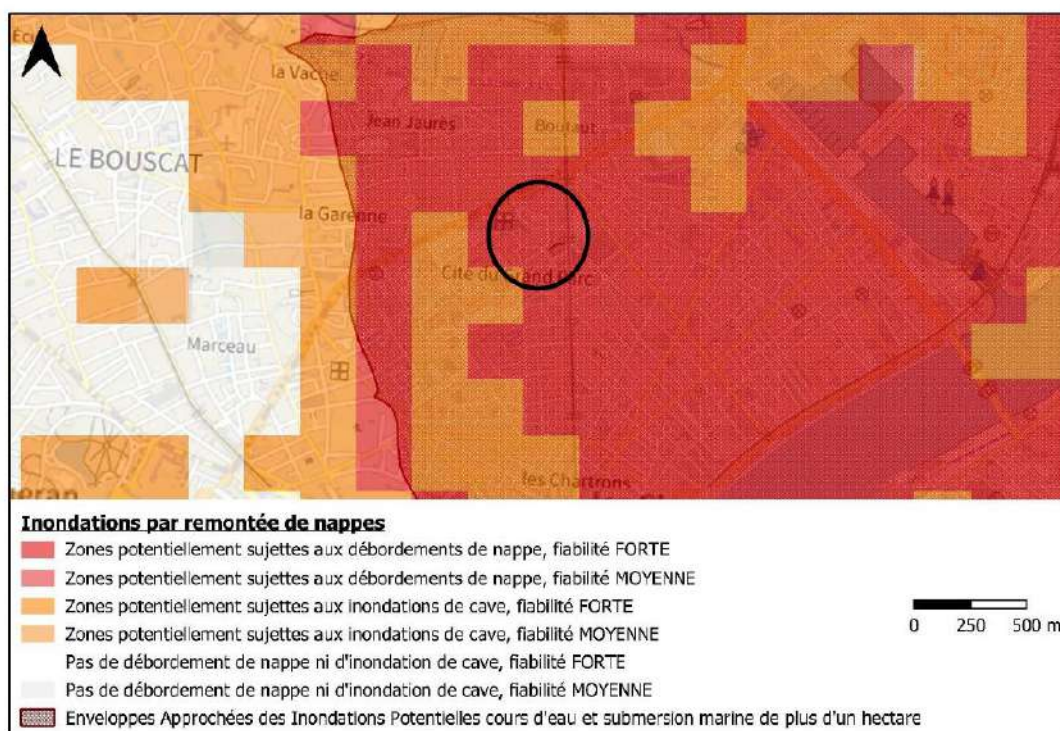 la Vache
Jean Jaurès
Boutaut
LE BOUSCAT
la Garenne
Cité du Grand Parc
Marceau
les Chartrons
Inondations par remontée de nappes
Zones potentiellement sujettes aux débordements de nappe, fiabilité FORTE
Zones potentiellement sujettes aux débordements de nappe, fiabilité MOYENNE
Zones potentiellement sujettes aux inondations de cave, fiabilité FORTE
Zones potentiellement sujettes aux inondations de cave, fiabilité MOYENNE
0 250 500 m
Pas de débordement de nappe ni d'inondation de cave, fiabilité FORTE
Pas de débordement de nappe ni d'inondation de cave, fiabilité MOYENNE
Enveloppes Approchées des Inondations Potentielles cours d'eau et submersion marine de plus d'un hectare